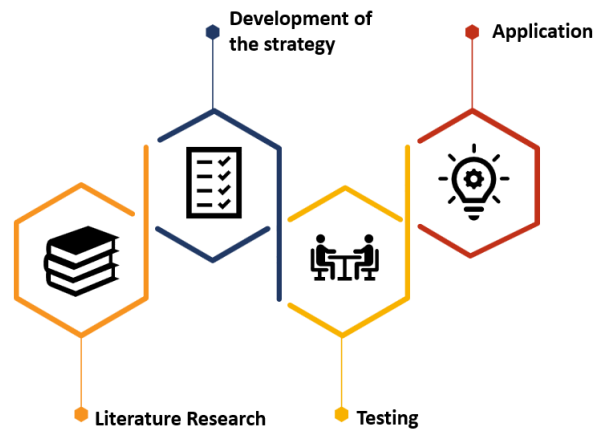 Development of
the strategy
Application
Literature Research
Testing